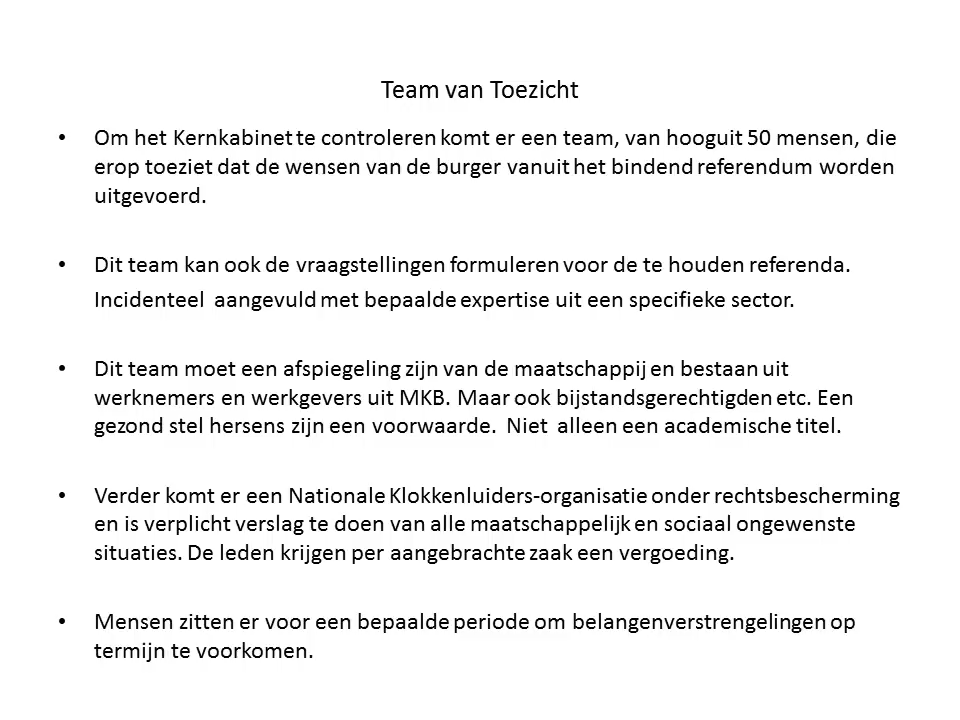 Team van Toezicht
• Om het Kernkabinet te controleren komt er een team, van hooguit 50 mensen, die
erop toeziet dat de wensen van de burger vanuit het bindend referendum worden
uitgevoerd.
• Dit team kan ook de vraagstellingen formuleren voor de te houden referenda.
Incidenteel aangevuld met bepaalde expertise uit een specifieke sector.
• Dit team moet een afspiegeling zijn van de maatschappij en bestaan uit
werknemers en werkgevers uit MKB. Maar ook bijstandsgerechtigden etc. Een
gezond stel hersens zijn een voorwaarde. Niet alleen een academische titel.
• Verder komt er een Nationale Klokkenluiders-organisatie onder rechtsbescherming
en is verplicht verslag te doen van alle maatschappelijk en sociaal ongewenste
situaties. De leden krijgen per aangebrachte zaak een vergoeding.
• Mensen zitten er voor een bepaalde periode om belangenverstrengelingen op
termijn te voorkomen.